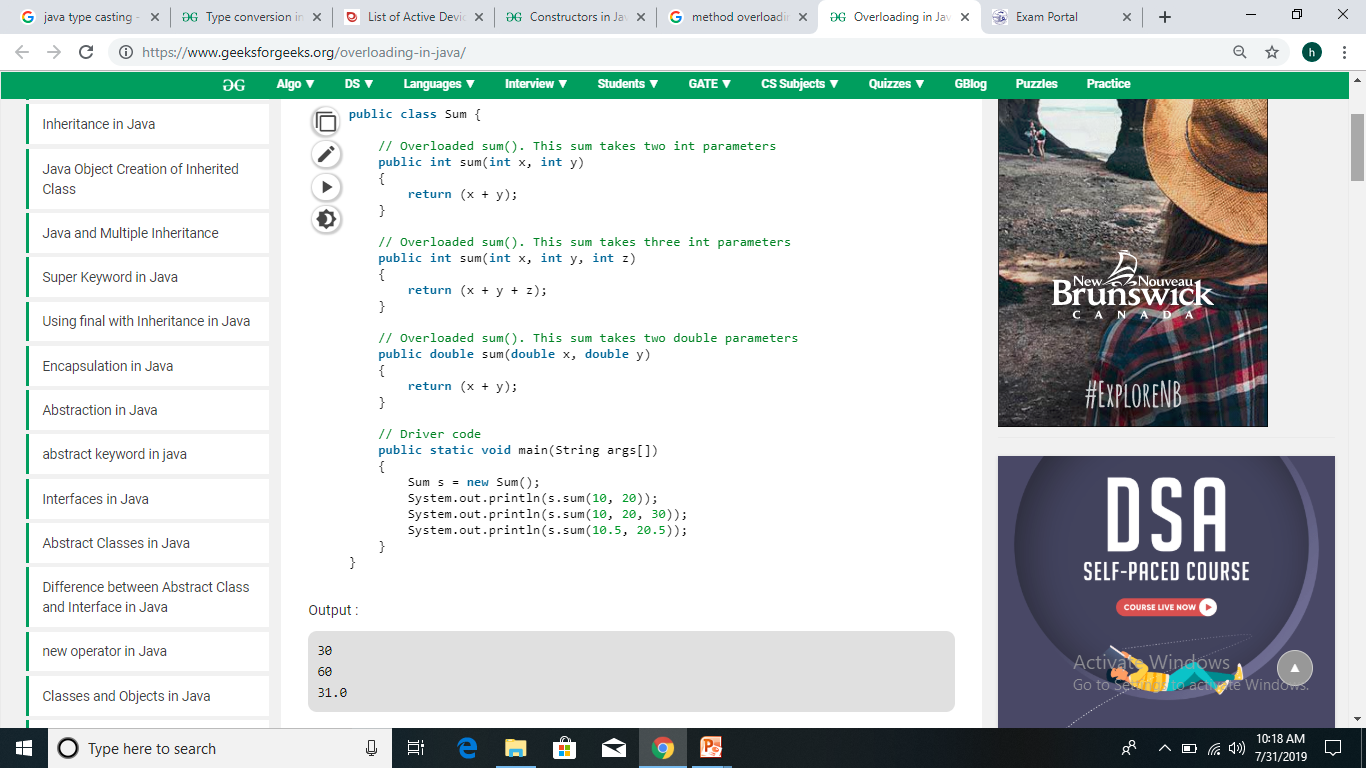 java type casting -
Type conversion in
List of Active Devic
Constructors in Jav
method overloadin
Overloading in Jav
Exam Portal
https://www.geeksforgeeks.org/overloading-in-java/
h
Algo ▼ DS ▼ Languages ▼ Interview ▼ Students ▼ GATE ▼ CS Subjects ▼ Quizzes ▼ GBlog Puzzles Practice
Inheritance in Java
Java Object Creation of Inherited
Class
Java and Multiple Inheritance
Super Keyword in Java
Using final with Inheritance in Java
Encapsulation in Java
Abstraction in Java
abstract keyword in java
Interfaces in Java
Abstract Classes in Java
Difference between Abstract Class
and Interface in Java
new operator in Java
Classes and Objects in Java
public class Sum {
// Overloaded sum(). This sum takes two int parameters
public int sum(int x, int y)
{
return (x + y);
}
// Overloaded sum(). This sum takes three int parameters
public int sum(int x, int y, int z)
{
return (x + y + z);
}
// Overloaded sum(). This sum takes two double parameters
public double sum(double x, double y)
{
return (x + y);
}
// Driver code
public static void main(String args[])
{
Sum s = new Sum();
System.out.println(s.sum(10, 20));
System.out.println(s.sum(10, 20, 30));
System.out.println(s.sum(10.5, 20.5));
}
}
Output :
30
60
31.0
New Nouveau
Brunswick
CANADA
#EXPLORENB
DSA
SELF-PACED COURSE
COURSE LIVE NOW
Activate Windows
Go to Settings to activate Windows.
Type here to search
10:18 AM
7/31/2019